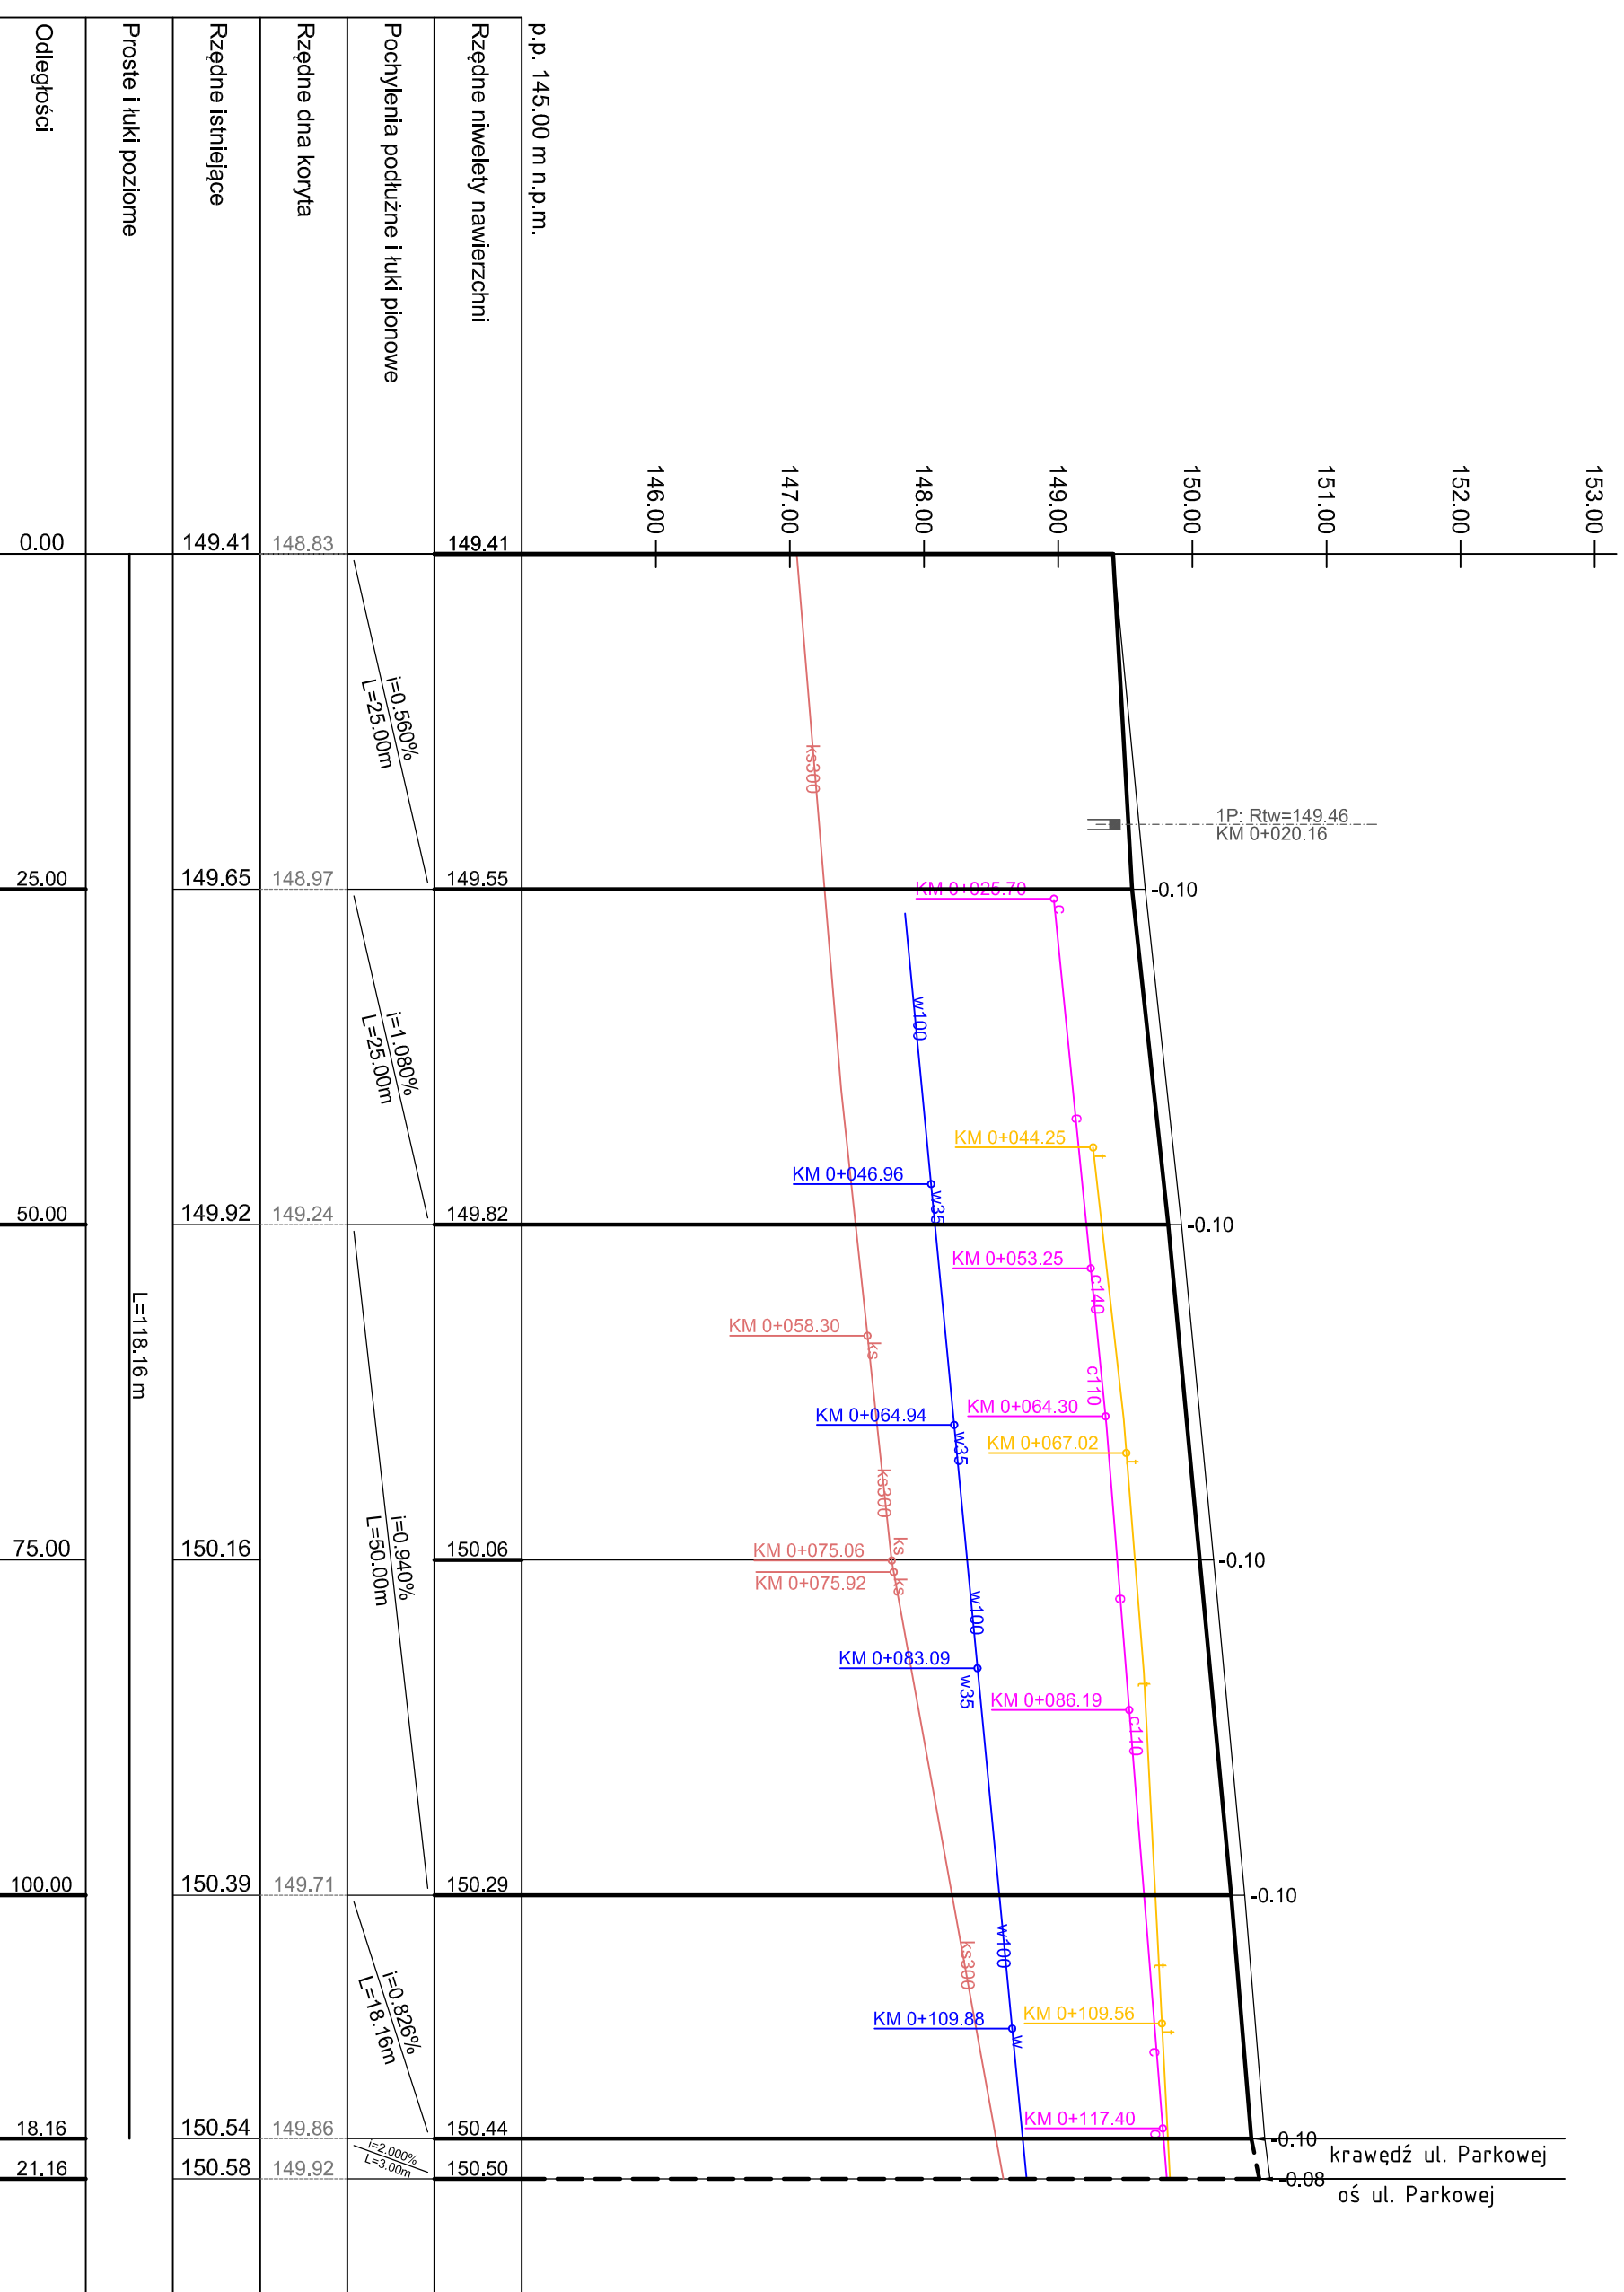 153.00
152.00
151.00
150.00
149.00
148.00
147.00
146.00
p.p. 145.00 m n.p.m.
1P: Rtw=149.46
KM 0+020.16
-0.10
-0.10
-0.10
-0.10
-0.10
-0.08
krawędź ul. Parkowej
oś ul. Parkowej
KM 0+025.70
c
c
KM 0+044.25
t
KM 0+046.96
w35
w100
ks300
KM 0+053.25
c140
KM 0+058.30
ks
c110
KM 0+064.30
KM 0+064.94
w35
KM 0+067.02
t
ks300
KM 0+075.06
ks
KM 0+075.92
ks
w100
c
KM 0+083.09
w35
t
KM 0+086.19
c110
w100
ks300
t
KM 0+109.56
t
KM 0+109.88
w
c
KM 0+117.40
c
Rzędne niwelety nawierzchni
149.41
149.55
149.82
150.06
150.29
150.44
150.50
Pochylenia podłużne i łuki pionowe
i=0.560%
L=25.00m
i=1.080%
L=25.00m
i=0.940%
L=50.00m
i=0.826%
L=18.16m
i=2.000%
L=3.00m
Rzędne dna koryta
148.83
148.97
149.24
149.71
149.86
149.92
Rzędne istniejące
149.41
149.65
149.92
150.16
150.39
150.54
150.58
Proste i łuki poziome
L=118.16 m
Odległości
0.00
25.00
50.00
75.00
100.00
18.16
21.16